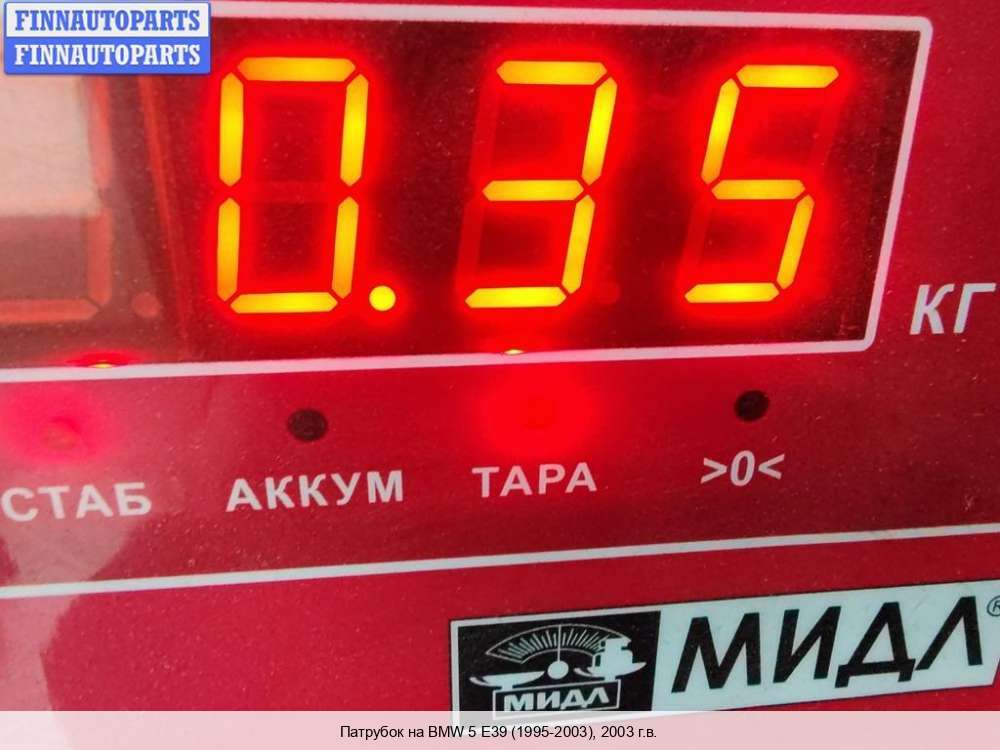 FINNAUTOPARTS
FINNAUTOPARTS
0.35
КГ
СТАБ АККУМ ТАРА >0<
МИДЛ МИДЛ®
Патрубок на BMW 5 E39 (1995-2003), 2003 г.в.